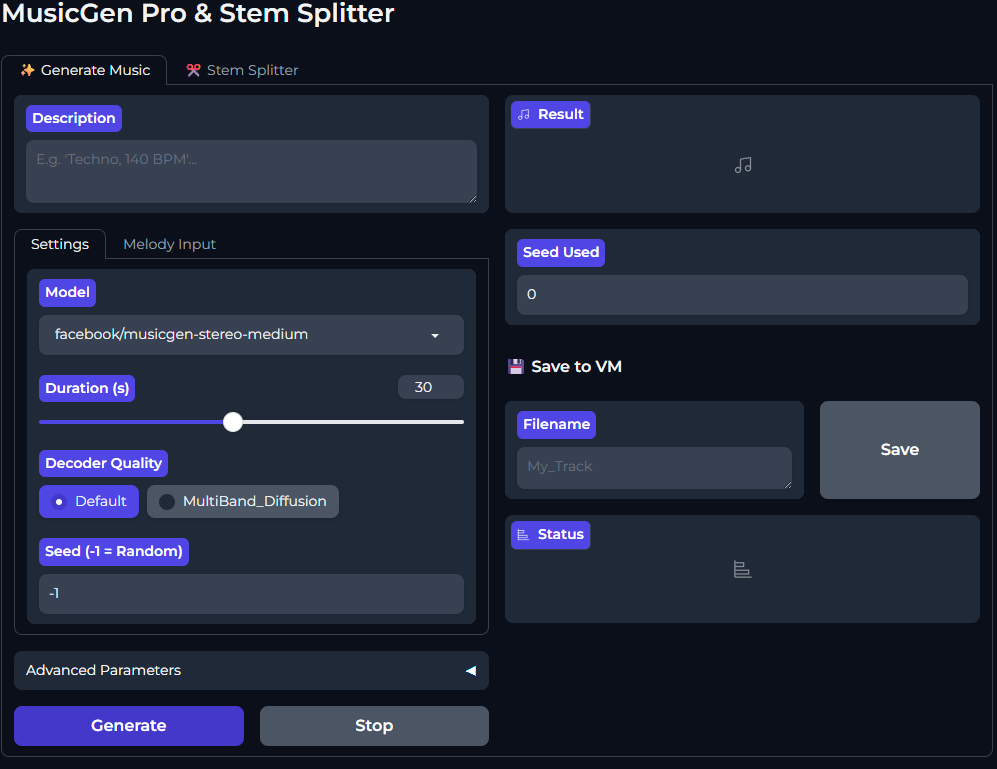 MusicGen Pro & Stem Splitter
✨ Generate Music
✂ Stem Splitter
Description
E.g. 'Techno, 140 BPM'...
Settings
Melody Input
Model
facebook/musicgen-stereo-medium
Duration (s)
30
Decoder Quality
Default
MultiBand_Diffusion
Seed (-1 = Random)
-1
Advanced Parameters
Generate
Stop
Result
Seed Used
0
💾 Save to VM
Filename
My_Track
Save
Status